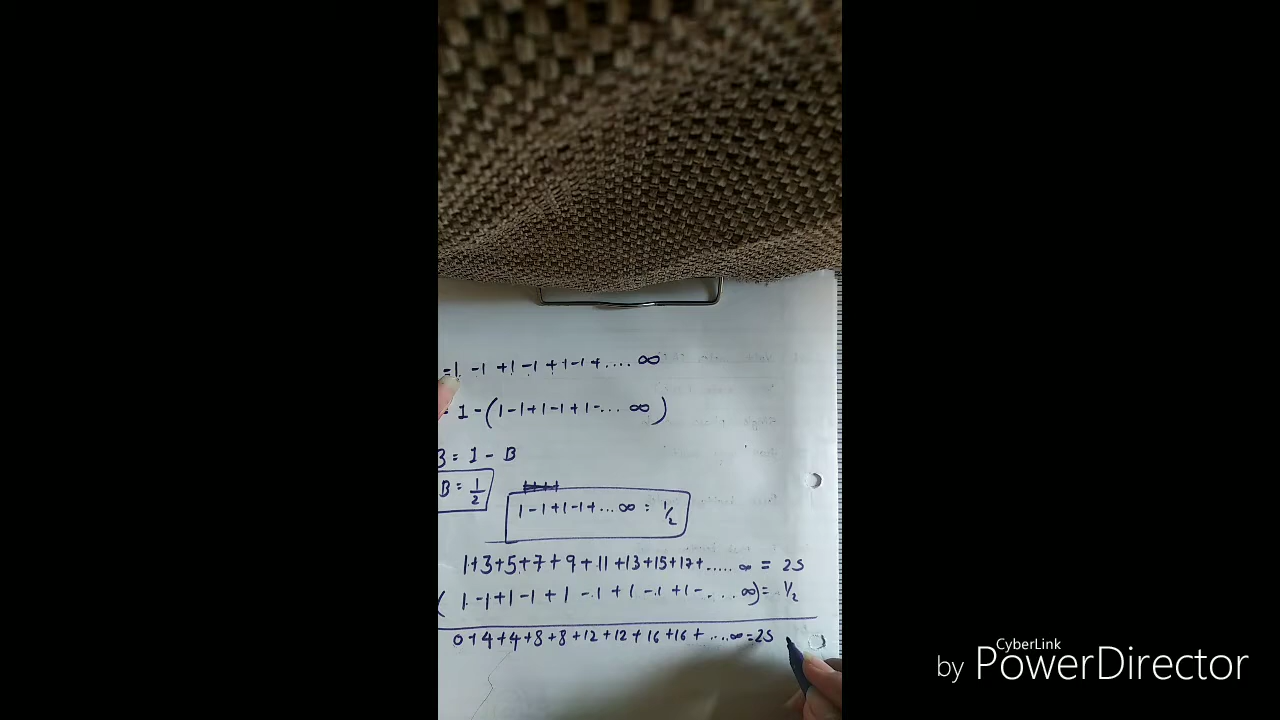 =1 -1 +1 -1 +1-1+.... ∞
= 1-(1-1+1-1+1-... ∞)
B = 1 - B
B = 1/2
1-1+1-1+...∞ = 1/2
1+3+5+7+9+11+13+15+17+..... ∞ = 2S
( 1-1+1-1+1-1+1-1+1-....∞) = 1/2
0+4+4+8+8+12+12+16+16+....∞ = 2S
CyberLink
by PowerDirector